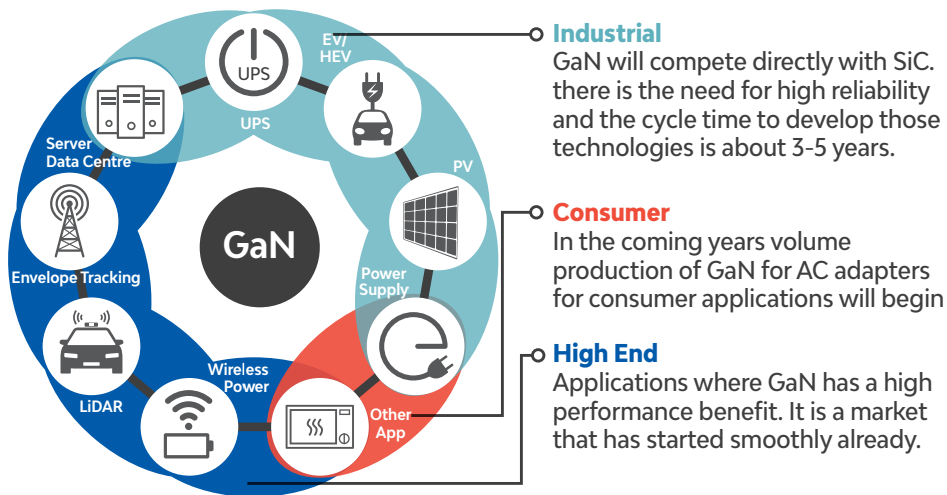 UPS
UPS
EV/
HEV
PV
Power
Supply
Other
App
Wireless
Power
LiDAR
Envelope Tracking
Server
Data Centre
GaN
Industrial
GaN will compete directly with SiC.
there is the need for high reliability
and the cycle time to develop those
technologies is about 3-5 years.
Consumer
In the coming years volume
production of GaN for AC adapters
for consumer applications will begin
High End
Applications where GaN has a high
performance benefit. It is a market
that has started smoothly already.